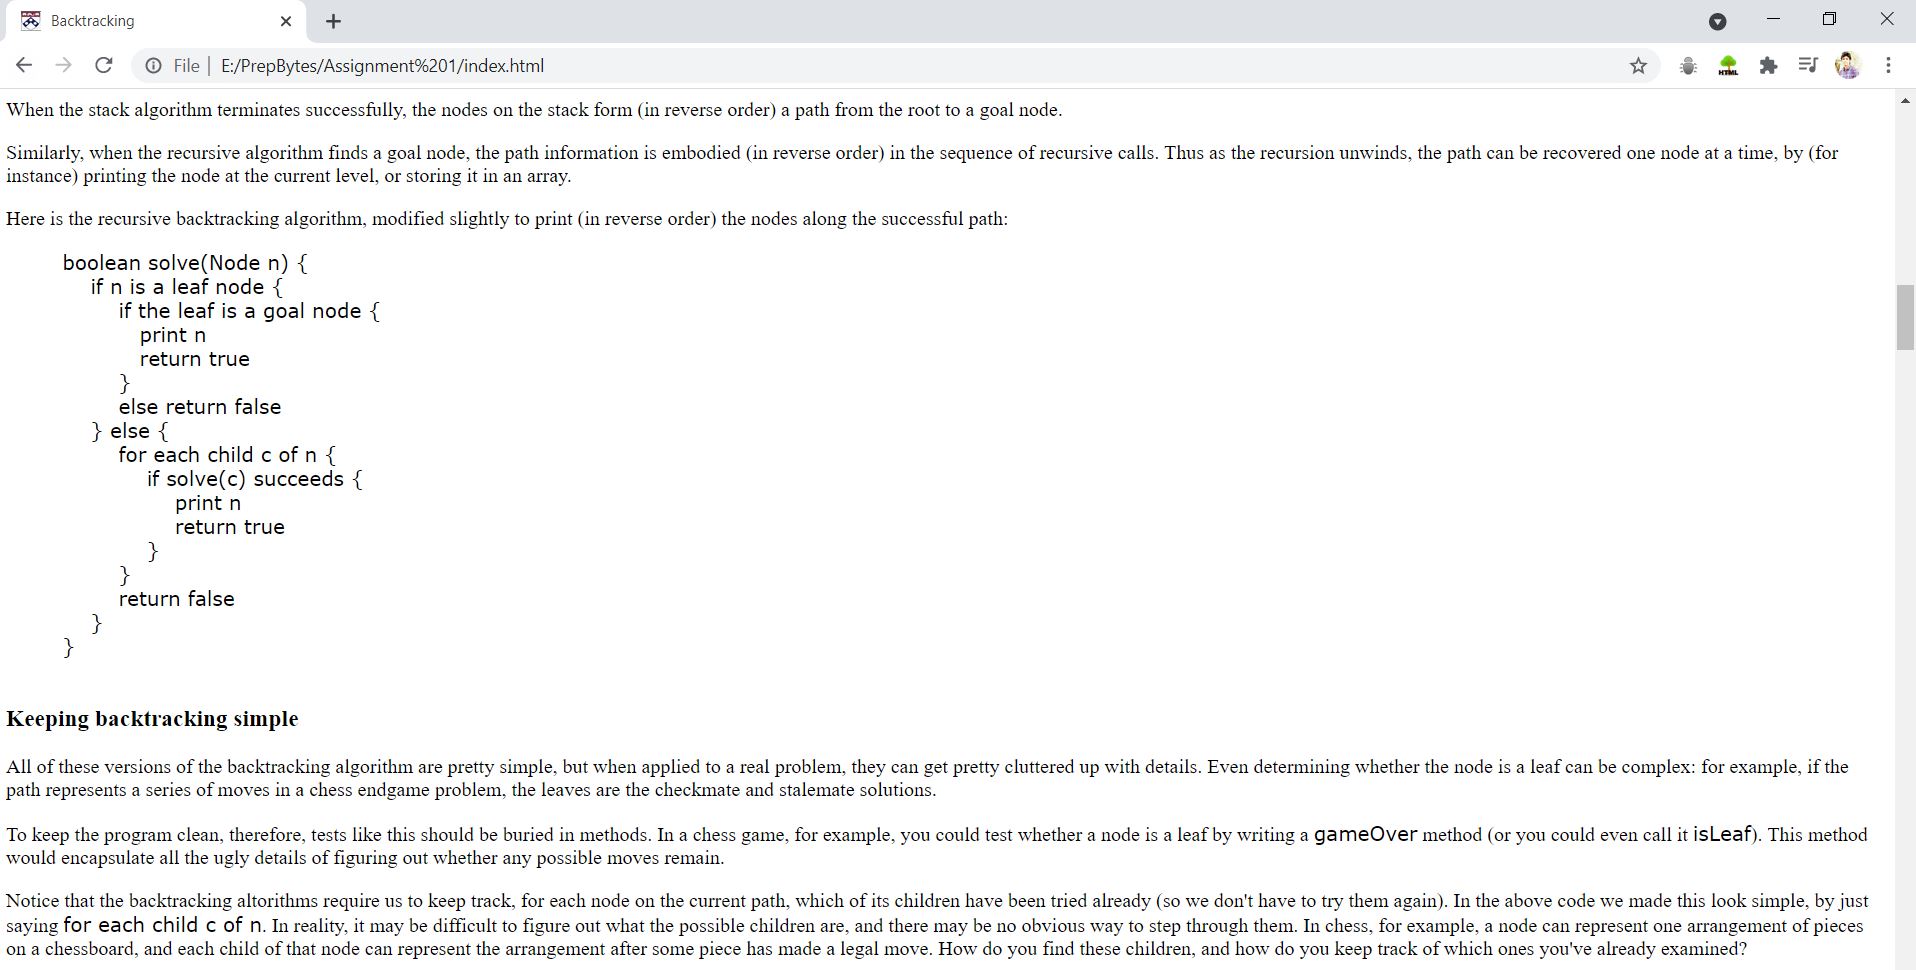 Backtracking
File | E:/PrepBytes/Assignment%201/index.html
HTML
When the stack algorithm terminates successfully, the nodes on the stack form (in reverse order) a path from the root to a goal node.
Similarly, when the recursive algorithm finds a goal node, the path information is embodied (in reverse order) in the sequence of recursive calls. Thus as the recursion unwinds, the path can be recovered one node at a time, by (for
instance) printing the node at the current level, or storing it in an array.
Here is the recursive backtracking algorithm, modified slightly to print (in reverse order) the nodes along the successful path:
boolean solve(Node n) {
if n is a leaf node {
if the leaf is a goal node {
print n
return true
}
else return false
} else {
for each child c of n {
if solve(c) succeeds {
print n
return true
}
}
return false
}
}
Keeping backtracking simple
All of these versions of the backtracking algorithm are pretty simple, but when applied to a real problem, they can get pretty cluttered up with details. Even determining whether the node is a leaf can be complex: for example, if the
path represents a series of moves in a chess endgame problem, the leaves are the checkmate and stalemate solutions.
To keep the program clean, therefore, tests like this should be buried in methods. In a chess game, for example, you could test whether a node is a leaf by writing a gameOver method (or you could even call it isLeaf). This method
would encapsulate all the ugly details of figuring out whether any possible moves remain.
Notice that the backtracking altorithms require us to keep track, for each node on the current path, which of its children have been tried already (so we don't have to try them again). In the above code we made this look simple, by just
saying for each child c of n. In reality, it may be difficult to figure out what the possible children are, and there may be no obvious way to step through them. In chess, for example, a node can represent one arrangement of pieces
on a chessboard, and each child of that node can represent the arrangement after some piece has made a legal move. How do you find these children, and how do you keep track of which ones you've already examined?